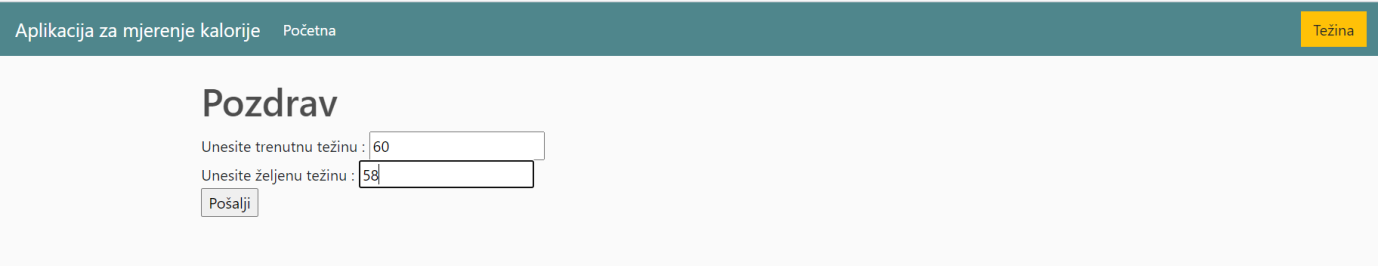 Aplikacija za mjerenje kalorije Početna Težina
Pozdrav
Unesite trenutnu težinu : 60
Unesite željenu težinu : 58
Pošalji